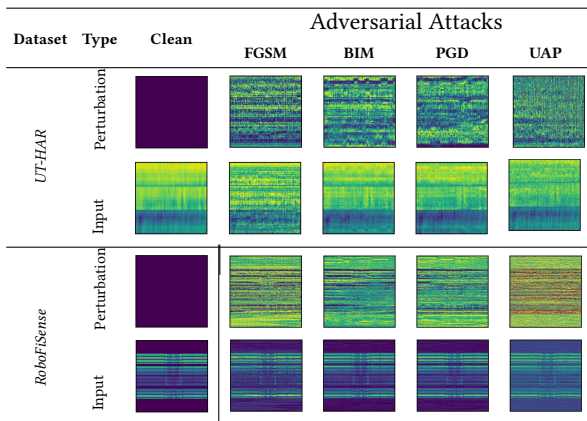 Adversarial Attacks
Dataset Type Clean
FGSM BIM PGD UAP
UT-HAR
Perturbation
Input
RoboFiSense
Perturbation
Input